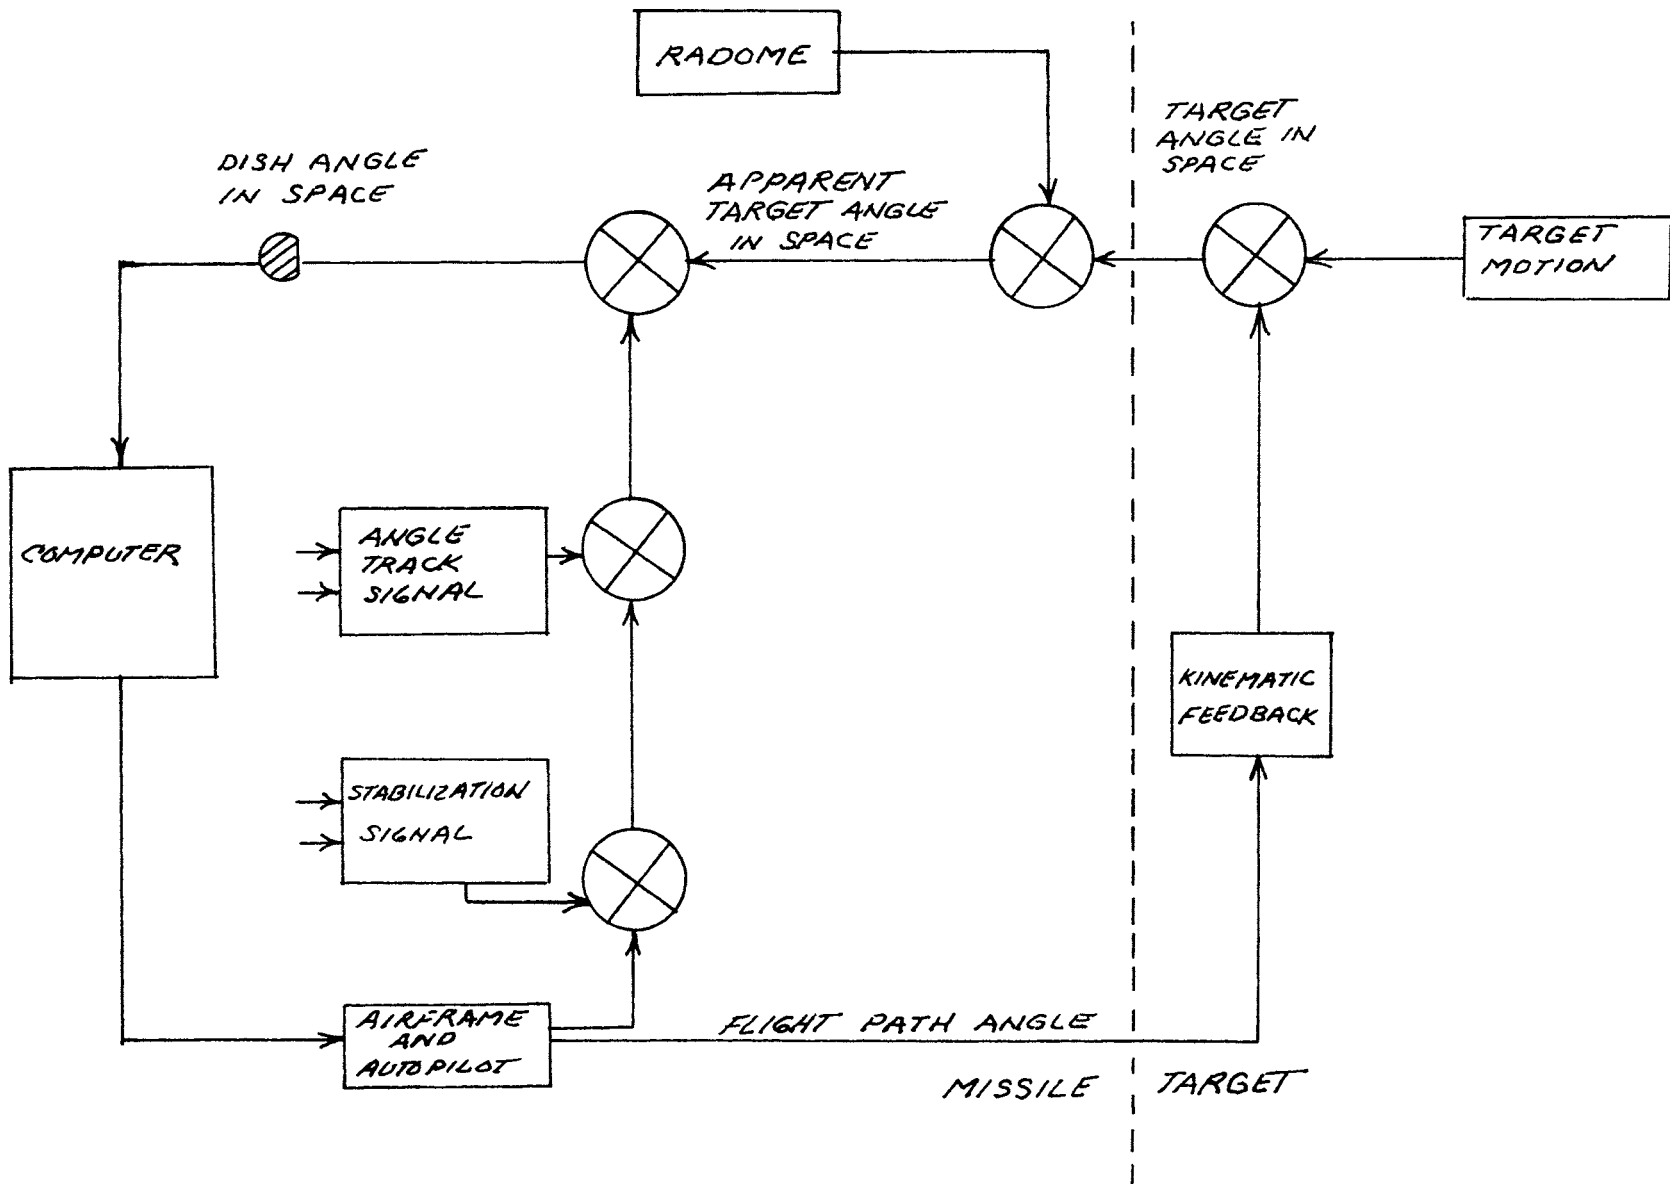 RADOME
TARGET
ANGLE IN
SPACE
DISH ANGLE
IN SPACE
APPARENT
TARGET ANGLE
IN SPACE
TARGET
MOTION
COMPUTER
ANGLE
TRACK
SIGNAL
KINEMATIC
FEEDBACK
STABILIZATION
SIGNAL
AIRFRAME
AND
AUTOPILOT
FLIGHT PATH ANGLE
MISSILE
TARGET